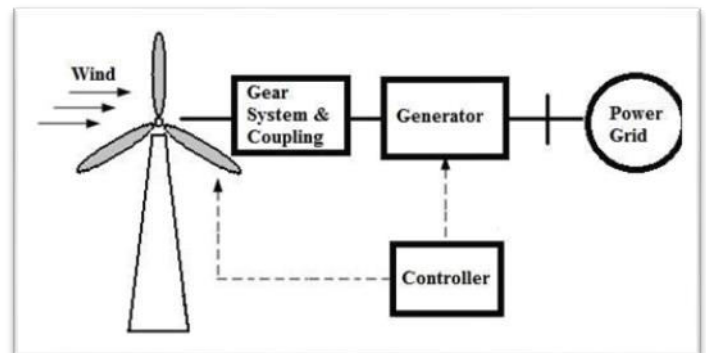 Wind
Gear
System &
Coupling
Generator
Power
Grid
Controller